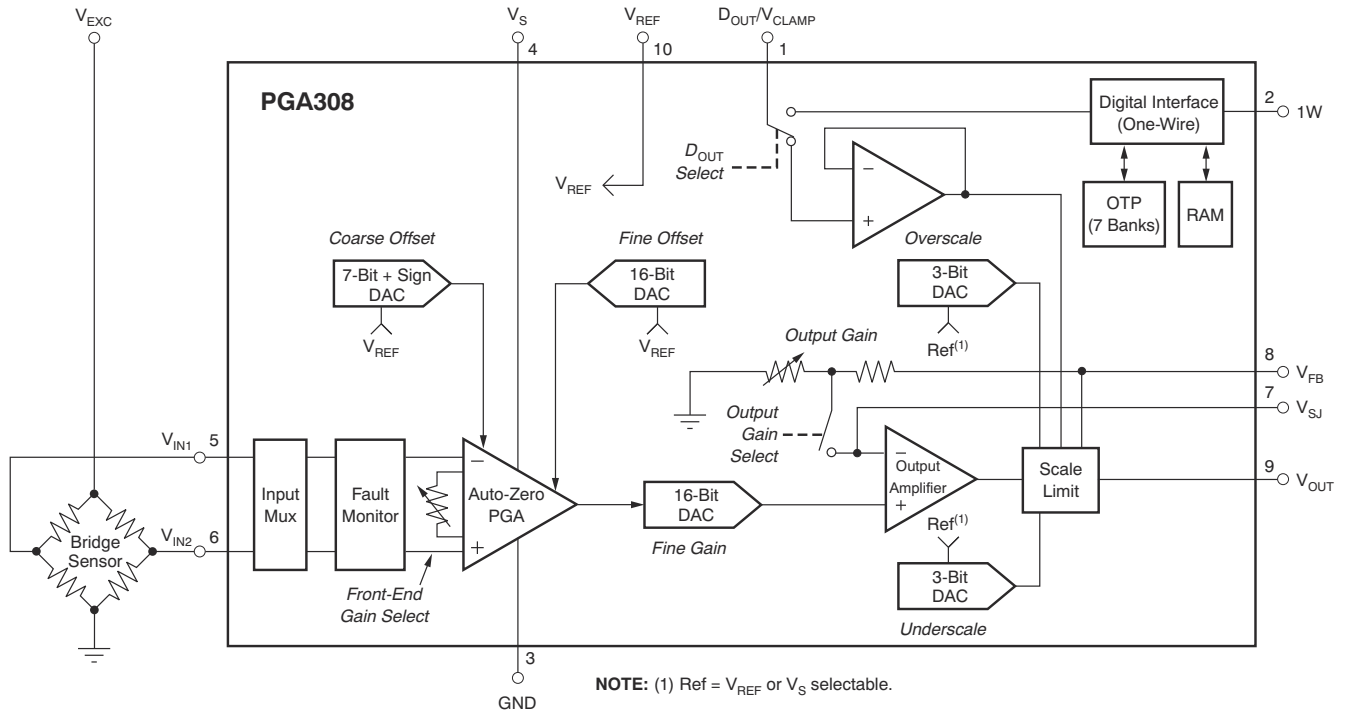 V_EXC
V_S
V_REF
D_OUT/V_CLAMP
4
10
1
PGA308
Digital Interface
(One-Wire)
2
1W
D_OUT
Select
−
+
V_REF
OTP
(7 Banks)
RAM
Coarse Offset
7-Bit + Sign
DAC
V_REF
Fine Offset
16-Bit
DAC
V_REF
Overscale
3-Bit
DAC
Ref(1)
Output Gain
8
V_FB
7
V_SJ
Output
Gain
Select
V_IN1
5
V_IN2
6
Bridge
Sensor
Input
Mux
Fault
Monitor
−
Auto-Zero
PGA
+
Front-End
Gain Select
16-Bit
DAC
Fine Gain
−
Output
Amplifier
+
Scale
Limit
9
V_OUT
Ref(1)
3-Bit
DAC
Underscale
3
GND
NOTE: (1) Ref = V_REF or V_S selectable.